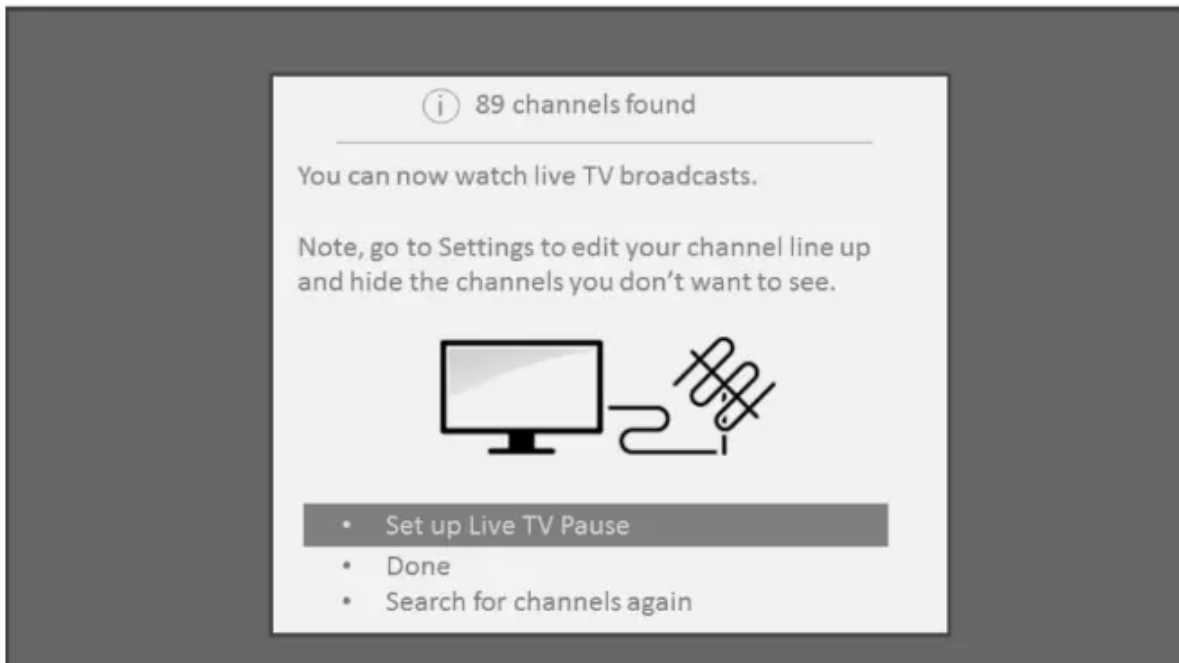 89 channels found
You can now watch live TV broadcasts.
Note, go to Settings to edit your channel line up
and hide the channels you don't want to see.
• Set up Live TV Pause
• Done
• Search for channels again